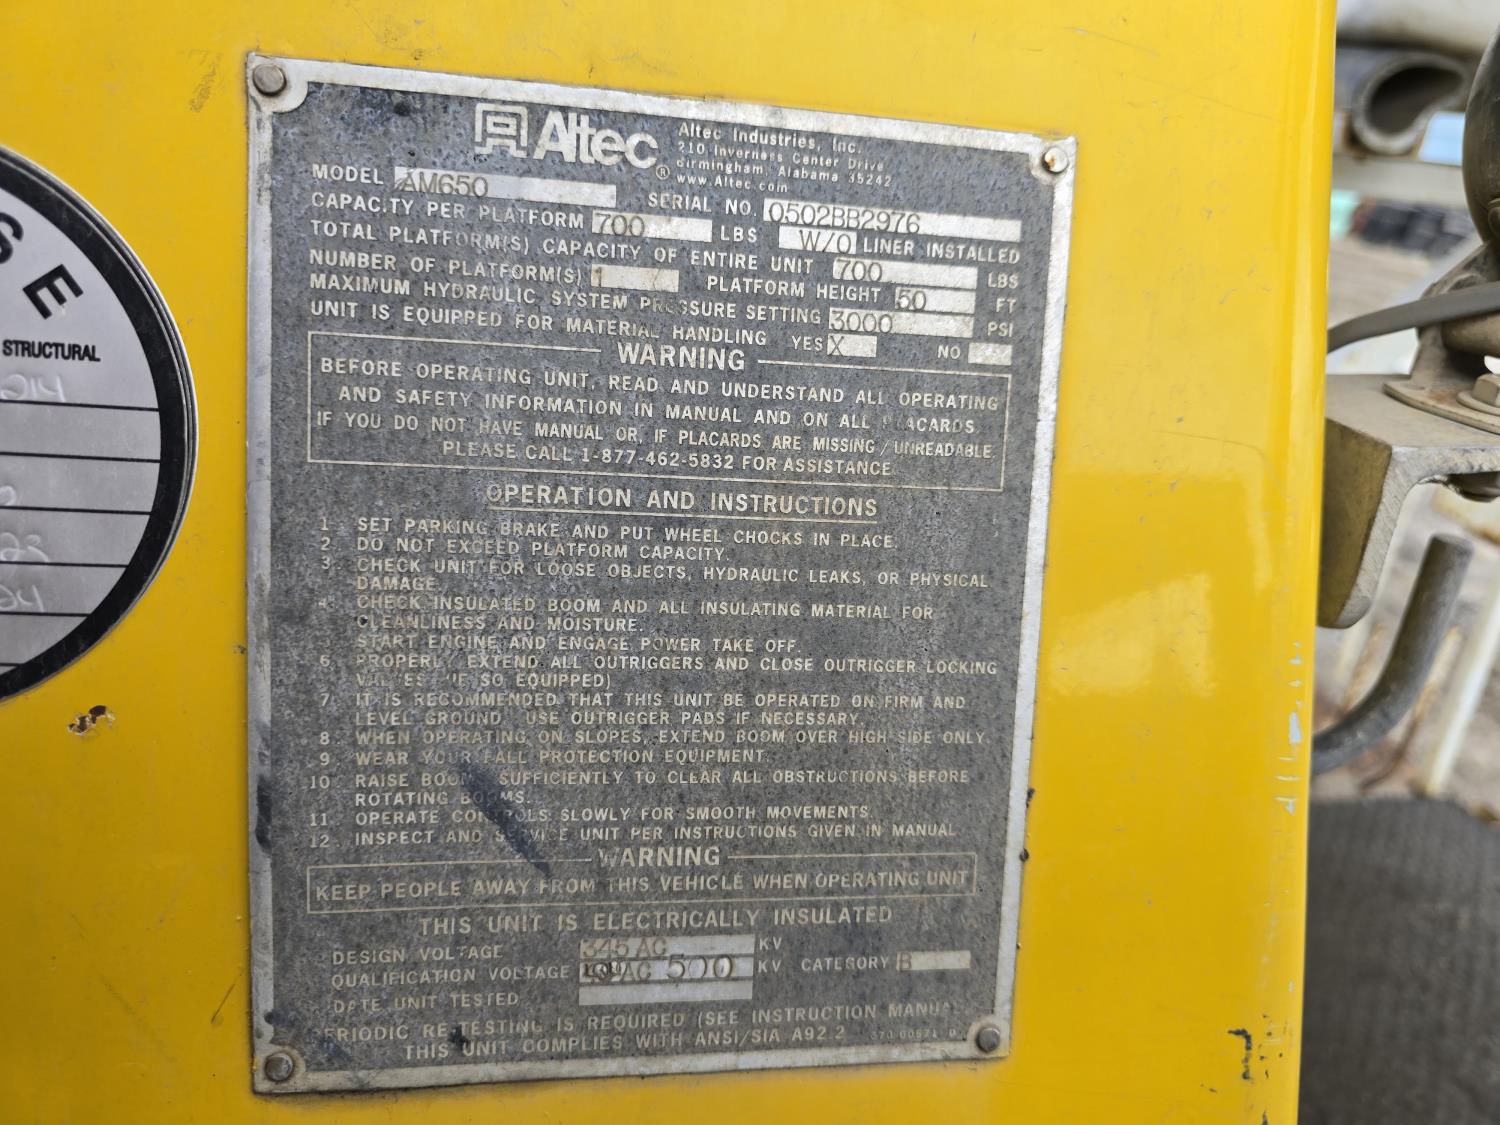 Altec®
Altec Industries, Inc.
210 Inverness Center Drive
Birmingham, Alabama 35242
www.Altec.com
MODEL AM650 SERIAL NO. 0502BB2976
CAPACITY PER PLATFORM 700 LBS W/O LINER INSTALLED
TOTAL PLATFORM(S) CAPACITY OF ENTIRE UNIT 700 LBS
NUMBER OF PLATFORM(S) 1 PLATFORM HEIGHT 50 FT
MAXIMUM HYDRAULIC SYSTEM PRESSURE SETTING 3000 PSI
UNIT IS EQUIPPED FOR MATERIAL HANDLING YES X NO
WARNING
BEFORE OPERATING UNIT, READ AND UNDERSTAND ALL OPERATING
AND SAFETY INFORMATION IN MANUAL AND ON ALL PLACARDS.
IF YOU DO NOT HAVE MANUAL OR, IF PLACARDS ARE MISSING/UNREADABLE,
PLEASE CALL 1-877-462-5832 FOR ASSISTANCE.
OPERATION AND INSTRUCTIONS
1. SET PARKING BRAKE AND PUT WHEEL CHOCKS IN PLACE.
2. DO NOT EXCEED PLATFORM CAPACITY.
3. CHECK UNIT FOR LOOSE OBJECTS, HYDRAULIC LEAKS, OR PHYSICAL
DAMAGE.
4. CHECK INSULATED BOOM AND ALL INSULATING MATERIAL FOR
CLEANLINESS AND MOISTURE.
5. START ENGINE AND ENGAGE POWER TAKE OFF.
6. PROPERLY EXTEND ALL OUTRIGGERS AND CLOSE OUTRIGGER LOCKING
VALVES (IF SO EQUIPPED)
7. IT IS RECOMMENDED THAT THIS UNIT BE OPERATED ON FIRM AND
LEVEL GROUND. USE OUTRIGGER PADS IF NECESSARY.
8. WHEN OPERATING ON SLOPES, EXTEND BOOM OVER HIGH SIDE ONLY.
9. WEAR YOUR FALL PROTECTION EQUIPMENT.
10. RAISE BOOM SUFFICIENTLY TO CLEAR ALL OBSTRUCTIONS BEFORE
ROTATING BOOMS.
11. OPERATE CONTROLS SLOWLY FOR SMOOTH MOVEMENTS.
12. INSPECT AND SERVICE UNIT PER INSTRUCTIONS GIVEN IN MANUAL
WARNING
KEEP PEOPLE AWAY FROM THIS VEHICLE WHEN OPERATING UNIT
THIS UNIT IS ELECTRICALLY INSULATED
DESIGN VOLTAGE 345 AC KV
QUALIFICATION VOLTAGE AC 500 KV CATEGORY B
DATE UNIT TESTED
PERIODIC RE-TESTING IS REQUIRED (SEE INSTRUCTION MANUAL
THIS UNIT COMPLIES WITH ANSI/SIA A92.2
SE
STRUCTURAL